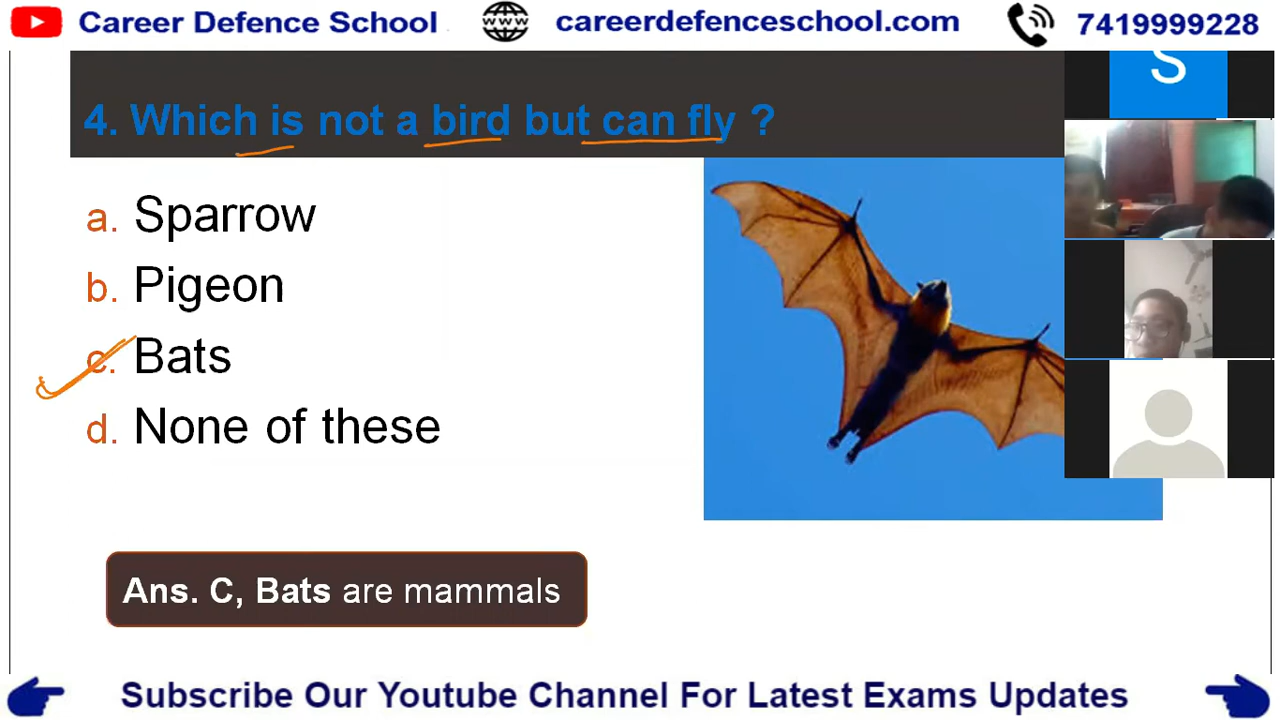 Career Defence School
WWW
careerdefenceschool.com
7419999228
S
4. Which is not a bird but can fly ?
a. Sparrow
b. Pigeon
c. Bats
d. None of these
Ans. C, Bats are mammals
Subscribe Our Youtube Channel For Latest Exams Updates